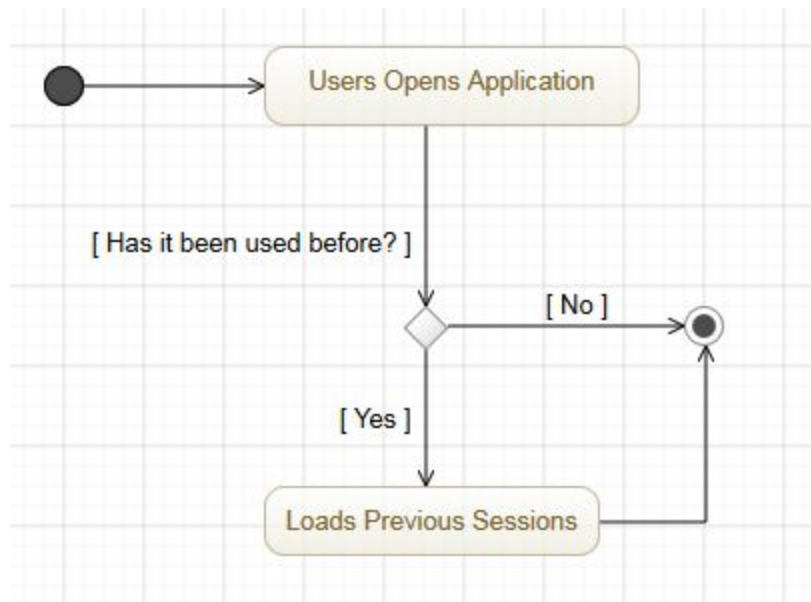 Users Opens Application
[ Has it been used before? ]
[ No ]
[ Yes ]
Loads Previous Sessions